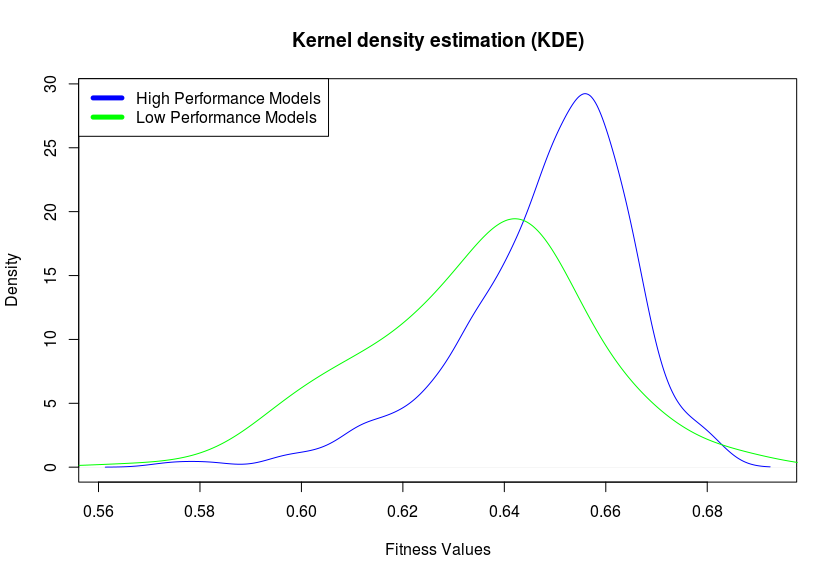 Kernel density estimation (KDE)
High Performance Models
Low Performance Models
30
25
20
15
10
5
0
Density
0.56 0.58 0.60 0.62 0.64 0.66 0.68
Fitness Values